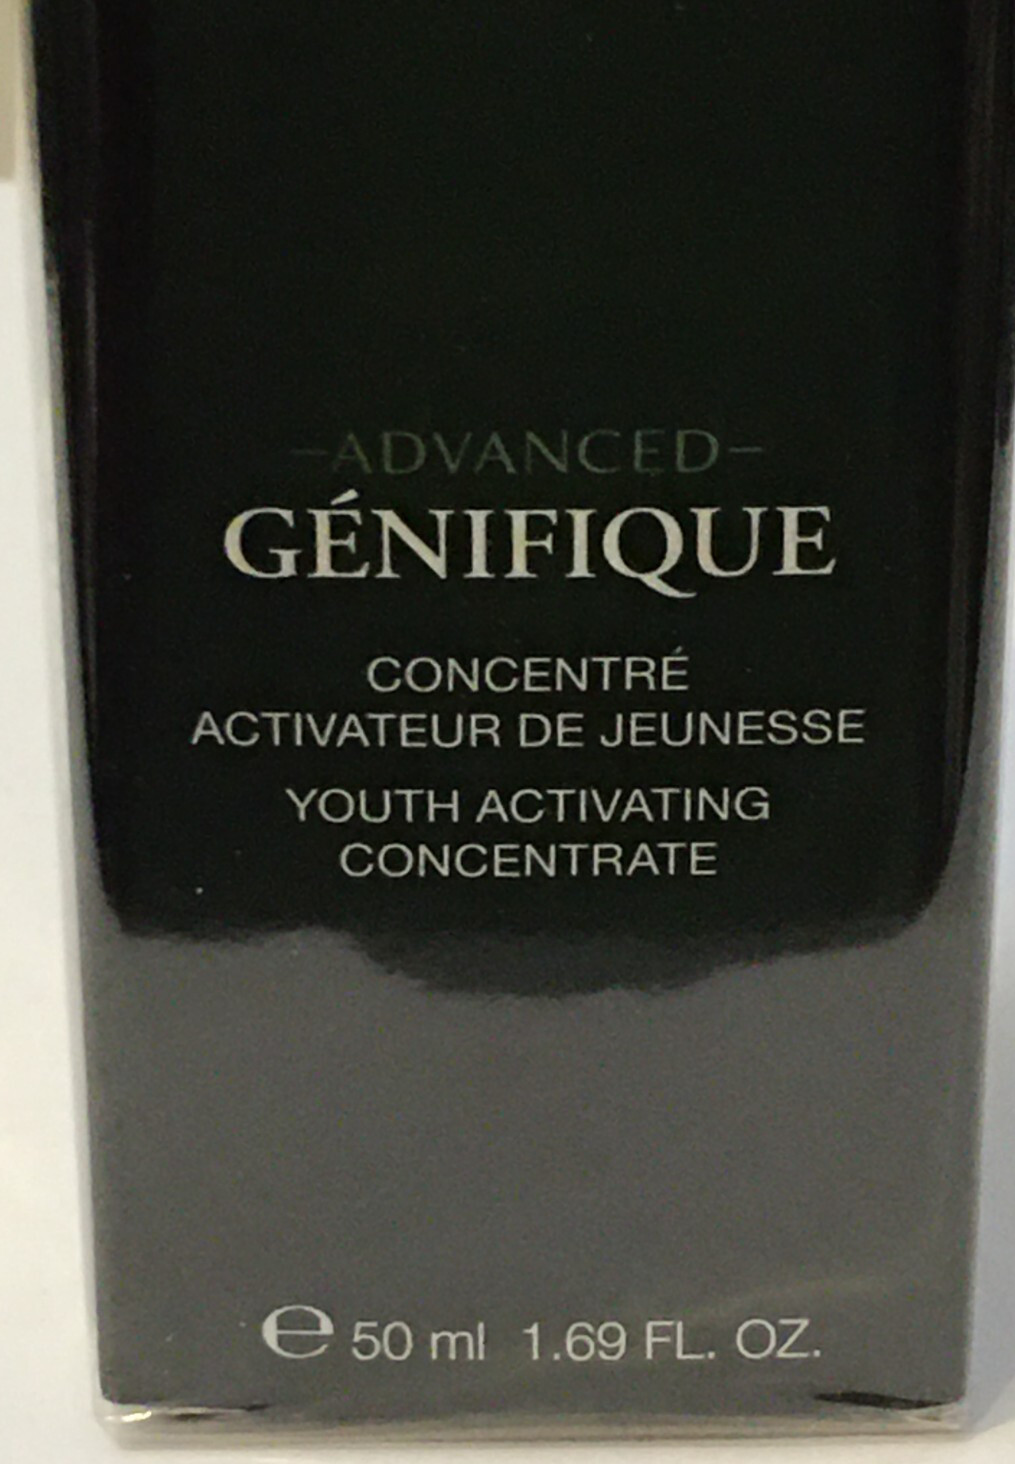 –ADVANCED–
GÉNIFIQUE
CONCENTRÉ
ACTIVATEUR DE JEUNESSE
YOUTH ACTIVATING
CONCENTRATE
℮ 50 ml 1.69 FL. OZ.